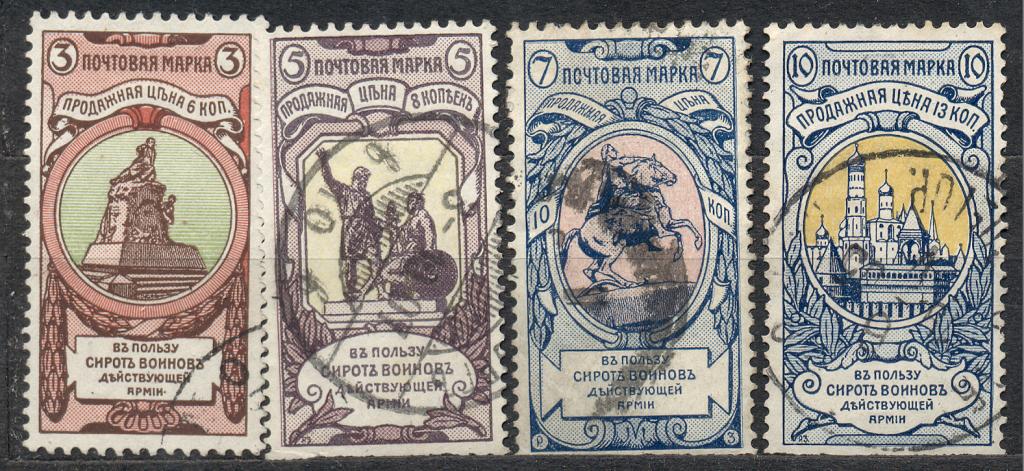 3 ПОЧТОВАЯ МАРКА 3
ПРОДАЖНАЯ ЦѢНА 6 КОП.
ВЪ ПОЛЬЗУ
СИРОТЪ ВОИНОВЪ
ДѢЙСТВУЮЩЕЙ
АРМІИ.
5 ПОЧТОВАЯ МАРКА 5
ПРОДАЖНАЯ ЦѢНА 8 КОПѢЕКЪ
ВЪ ПОЛЬЗУ
СИРОТЪ ВОИНОВЪ
ДѢЙСТВУЮЩЕЙ
АРМІИ
7 ПОЧТОВАЯ МАРКА 7
ПРОДАЖНАЯ ЦѢНА
10 КОП.
ВЪ ПОЛЬЗУ
СИРОТЪ ВОИНОВЪ
ДѢЙСТВУЮЩЕЙ
АРМІИ
Р М З
10 ПОЧТОВАЯ МАРКА 10
ПРОДАЖНАЯ ЦѢНА 13 КОП.
ВЪ ПОЛЬЗУ
СИРОТЪ ВОИНОВЪ
ДѢЙСТВУЮЩЕЙ
АРМІИ